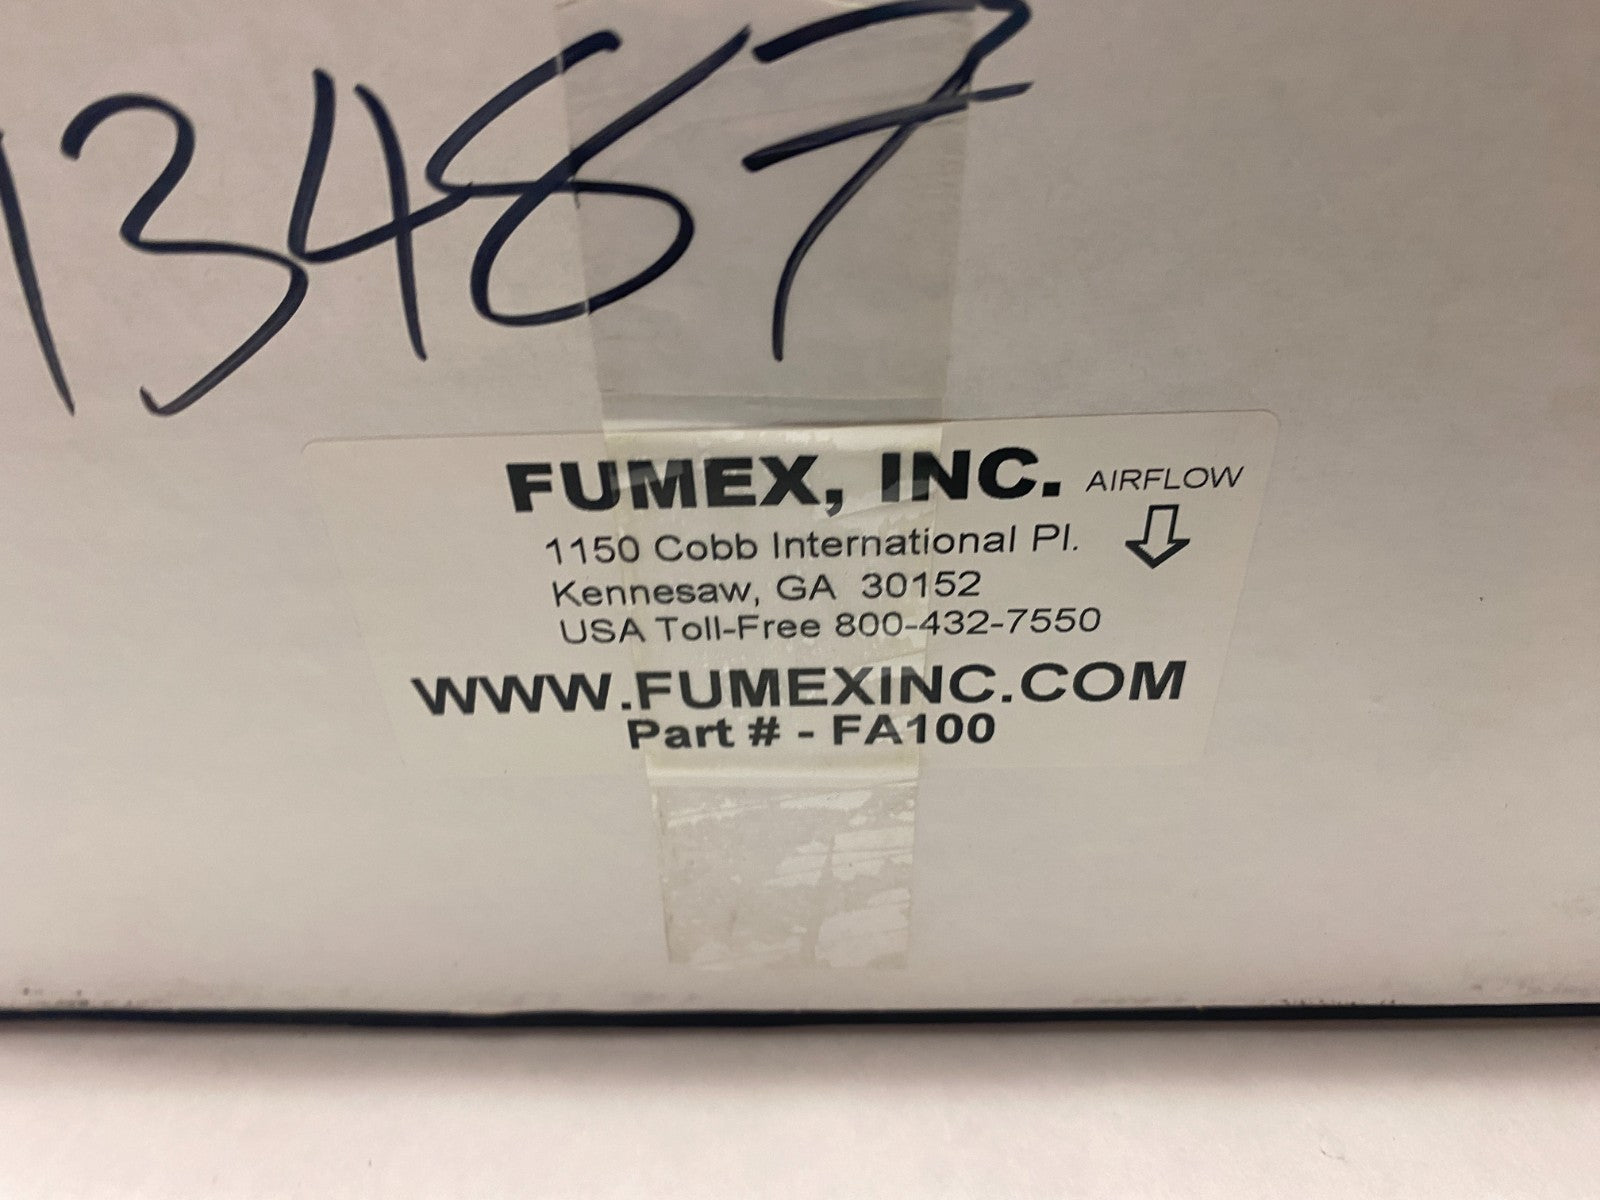 13487
FUMEX, INC. AIRFLOW
1150 Cobb International Pl.
Kennesaw, GA 30152
USA Toll-Free 800-432-7550
WWW.FUMEXINC.COM
Part # - FA100